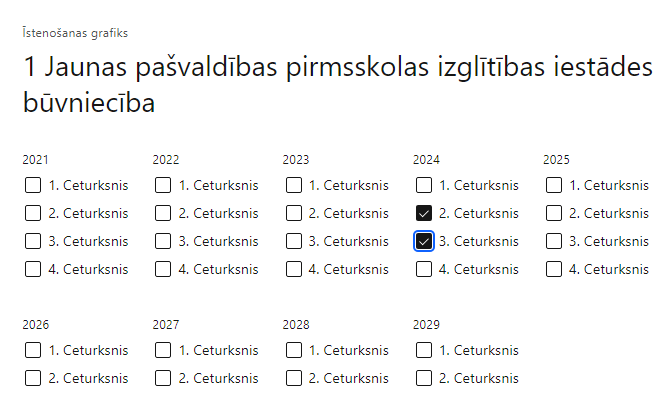 Īstenošanas grafiks
1 Jaunas pašvaldības pirmsskolas izglītības iestādes
būvniecība
2021 2022 2023 2024 2025
1. Ceturksnis 1. Ceturksnis 1. Ceturksnis 1. Ceturksnis 1. Ceturksnis
2. Ceturksnis 2. Ceturksnis 2. Ceturksnis 2. Ceturksnis 2. Ceturksnis
3. Ceturksnis 3. Ceturksnis 3. Ceturksnis 3. Ceturksnis 3. Ceturksnis
4. Ceturksnis 4. Ceturksnis 4. Ceturksnis 4. Ceturksnis 4. Ceturksnis
2026 2027 2028 2029
1. Ceturksnis 1. Ceturksnis 1. Ceturksnis 1. Ceturksnis
2. Ceturksnis 2. Ceturksnis 2. Ceturksnis 2. Ceturksnis